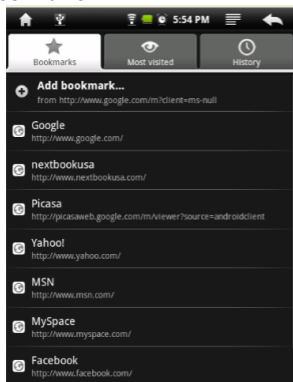 5:54 PM
Bookmarks
Most visited
History
Add bookmark...
from http://www.google.com/m?client=ms-null
Google
http://www.google.com/
nextbookusa
http://www.nextbookusa.com/
Picasa
http://picasaweb.google.com/m/viewer?source=androidclient
Yahoo!
http://www.yahoo.com/
MSN
http://www.msn.com/
MySpace
http://www.myspace.com/
Facebook
http://www.facebook.com/